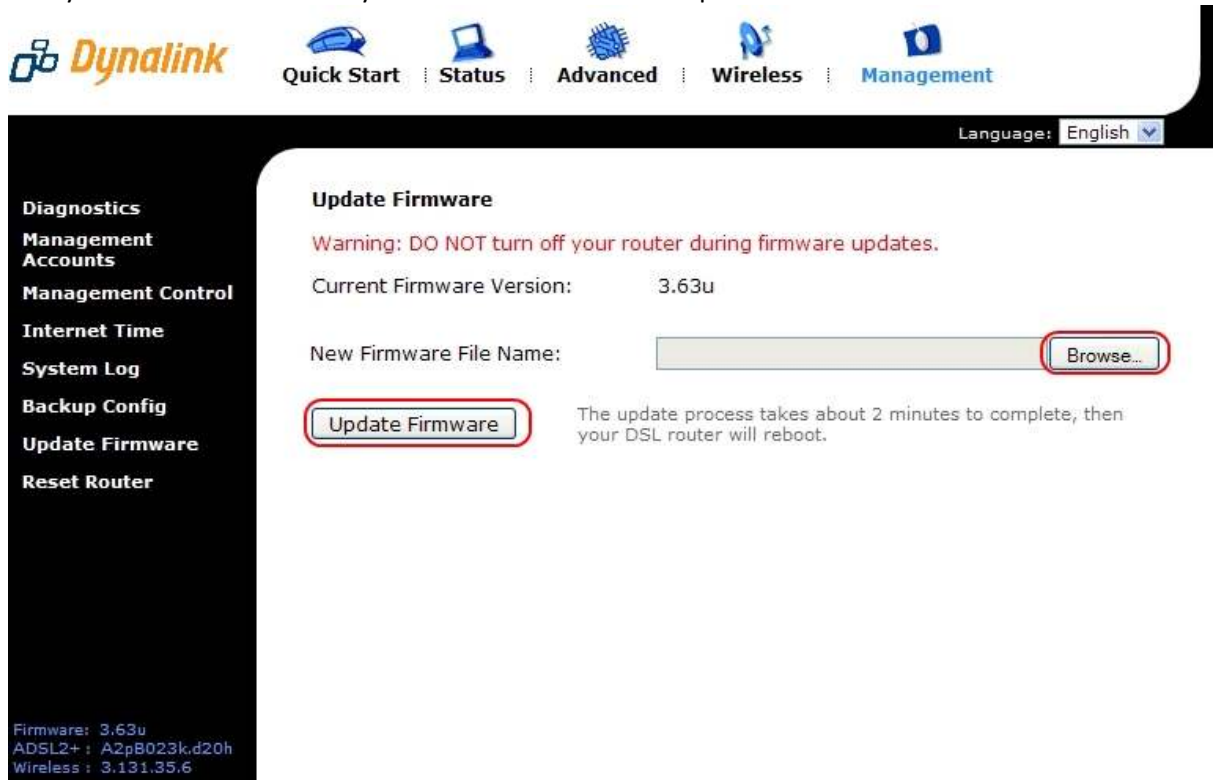 Dynalink
Quick Start Status Advanced Wireless Management
Language: English
Diagnostics
Management
Accounts
Management Control
Internet Time
System Log
Backup Config
Update Firmware
Reset Router
Update Firmware
Warning: DO NOT turn off your router during firmware updates.
Current Firmware Version: 3.63u
New Firmware File Name: Browse...
Update Firmware
The update process takes about 2 minutes to complete, then
your DSL router will reboot.
Firmware: 3.63u
ADSL2+ : A2pB023k.d20h
Wireless : 3.131.35.6